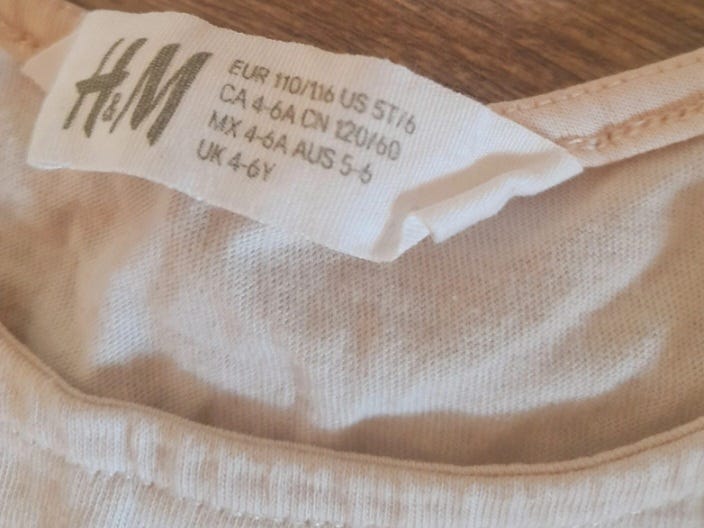 H&M
EUR 110/116 US 5T/6
CA 4-6A CN 120/60
MX 4-6A AUS 5-6
UK 4-6Y